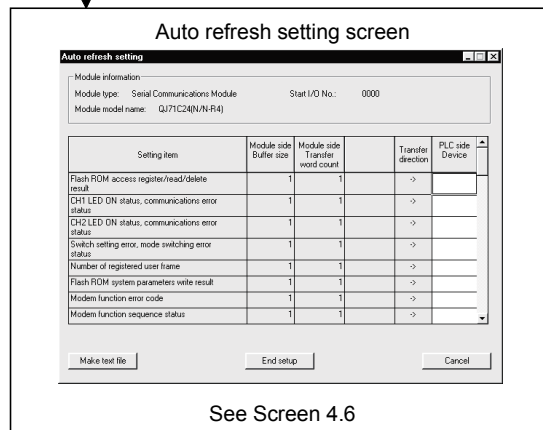 Auto refresh setting screen
Auto refresh setting
Module information
Module type: Serial Communications Module Start I/O No.: 0000
Module model name: QJ71C24(N/N-R4)
Setting item Module side Buffer size Module side Transfer word count Transfer direction PLC side Device
Flash ROM access register/read/delete result 1 1 ->
CH1 LED ON status, communications error status 1 1 ->
CH2 LED ON status, communications error status 1 1 ->
Switch setting error, mode switching error status 1 1 ->
Number of registered user frame 1 1 ->
Flash ROM system parameters write result 1 1 ->
Modem function error code 1 1 ->
Modem function sequence status 1 1 ->
Make text file End setup Cancel
See Screen 4.6